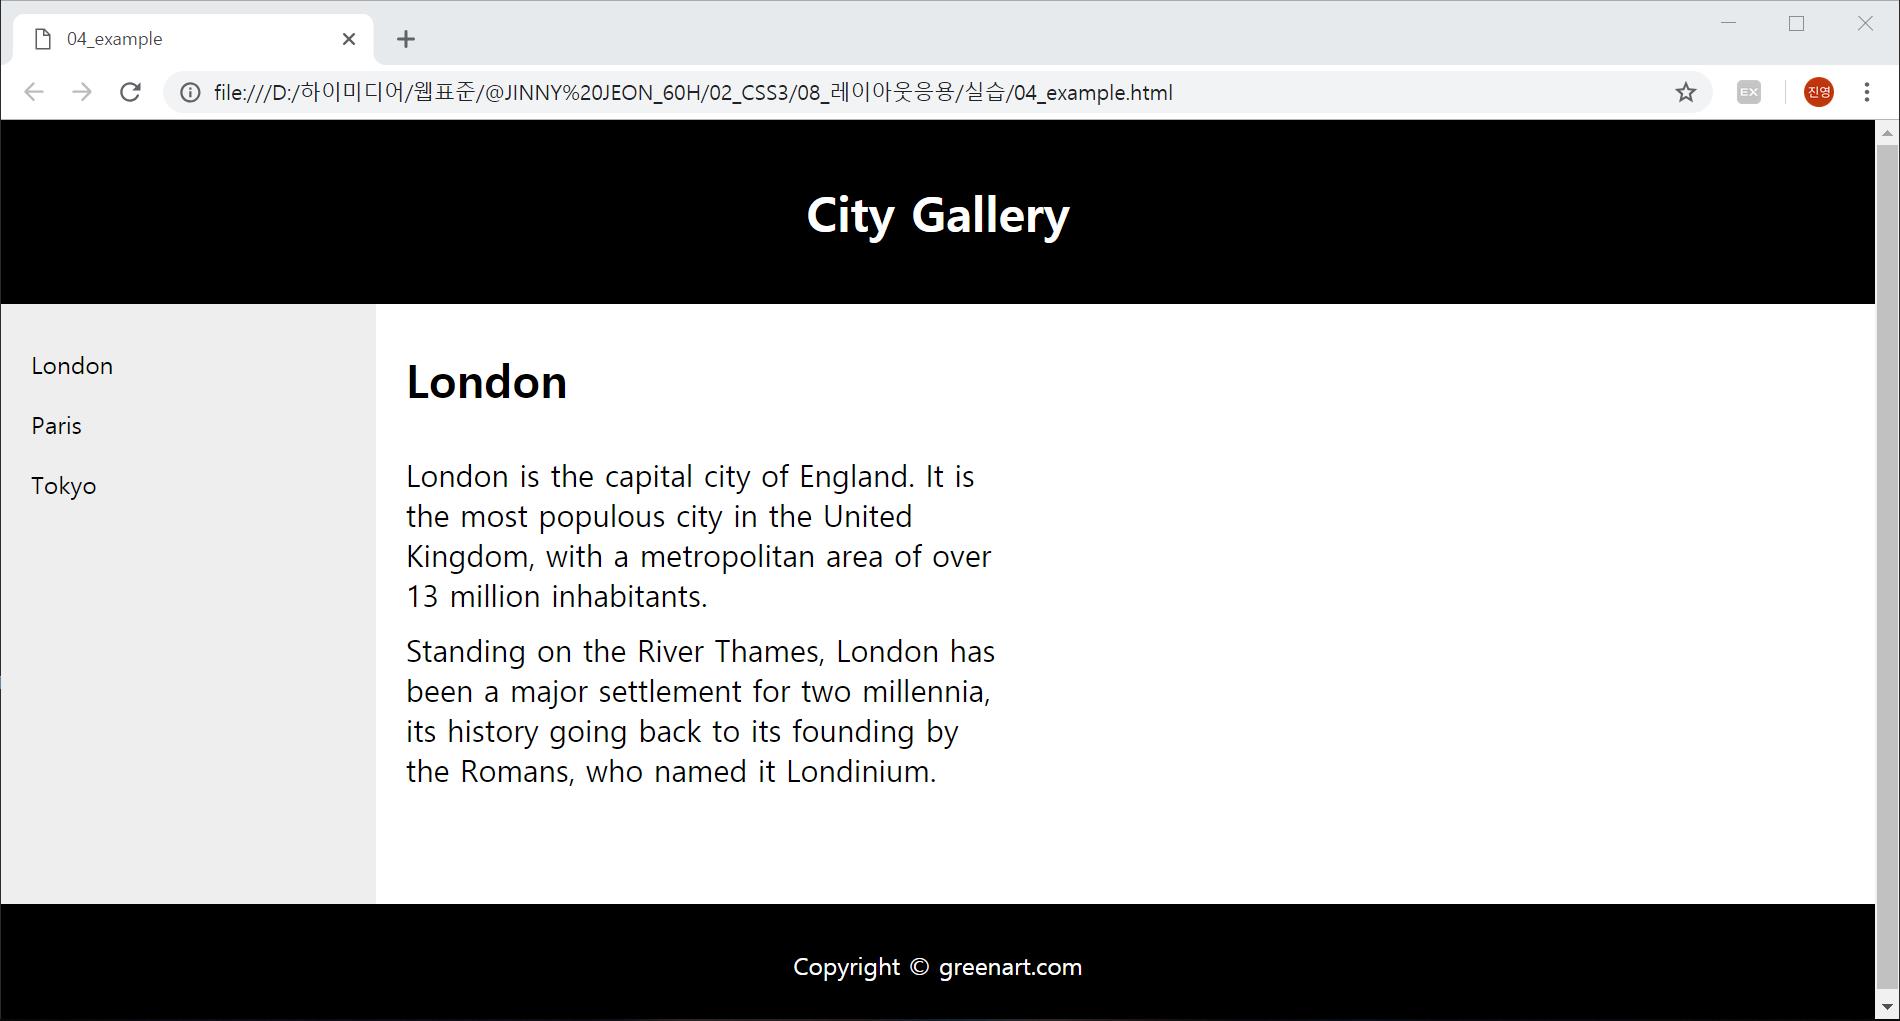 04_example
file:///D:/하이미디어/웹표준/@JINNY%20JEON_60H/02_CSS3/08_레이아웃응용/실습/04_example.html
EX
진영
City Gallery
London
Paris
Tokyo
London
London is the capital city of England. It is
the most populous city in the United
Kingdom, with a metropolitan area of over
13 million inhabitants.
Standing on the River Thames, London has
been a major settlement for two millennia,
its history going back to its founding by
the Romans, who named it Londinium.
Copyright © greenart.com